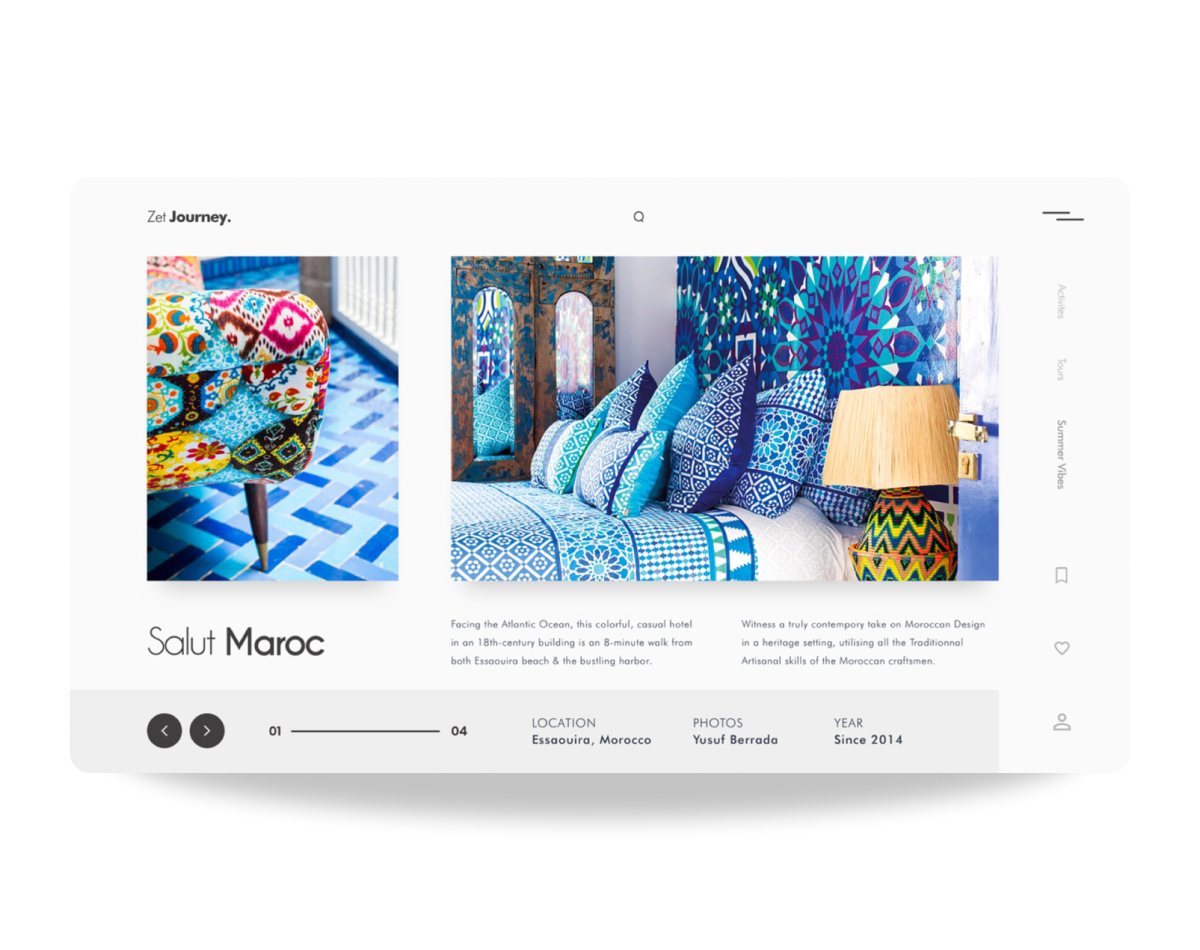 Zet Journey.
Activites
Tours
Summer Vibes
Salut Maroc
Facing the Atlantic Ocean, this colorful, casual hotel
in an 18th-century building is an 8-minute walk from
both Essaouira beach & the bustling harbor.
Witness a truly contempory take on Moroccan Design
in a heritage setting, utilising all the Traditionnal
Artisanal skills of the Moroccan craftsmen.
01
04
LOCATION
Essaouira, Morocco
PHOTOS
Yusuf Berrada
YEAR
Since 2014